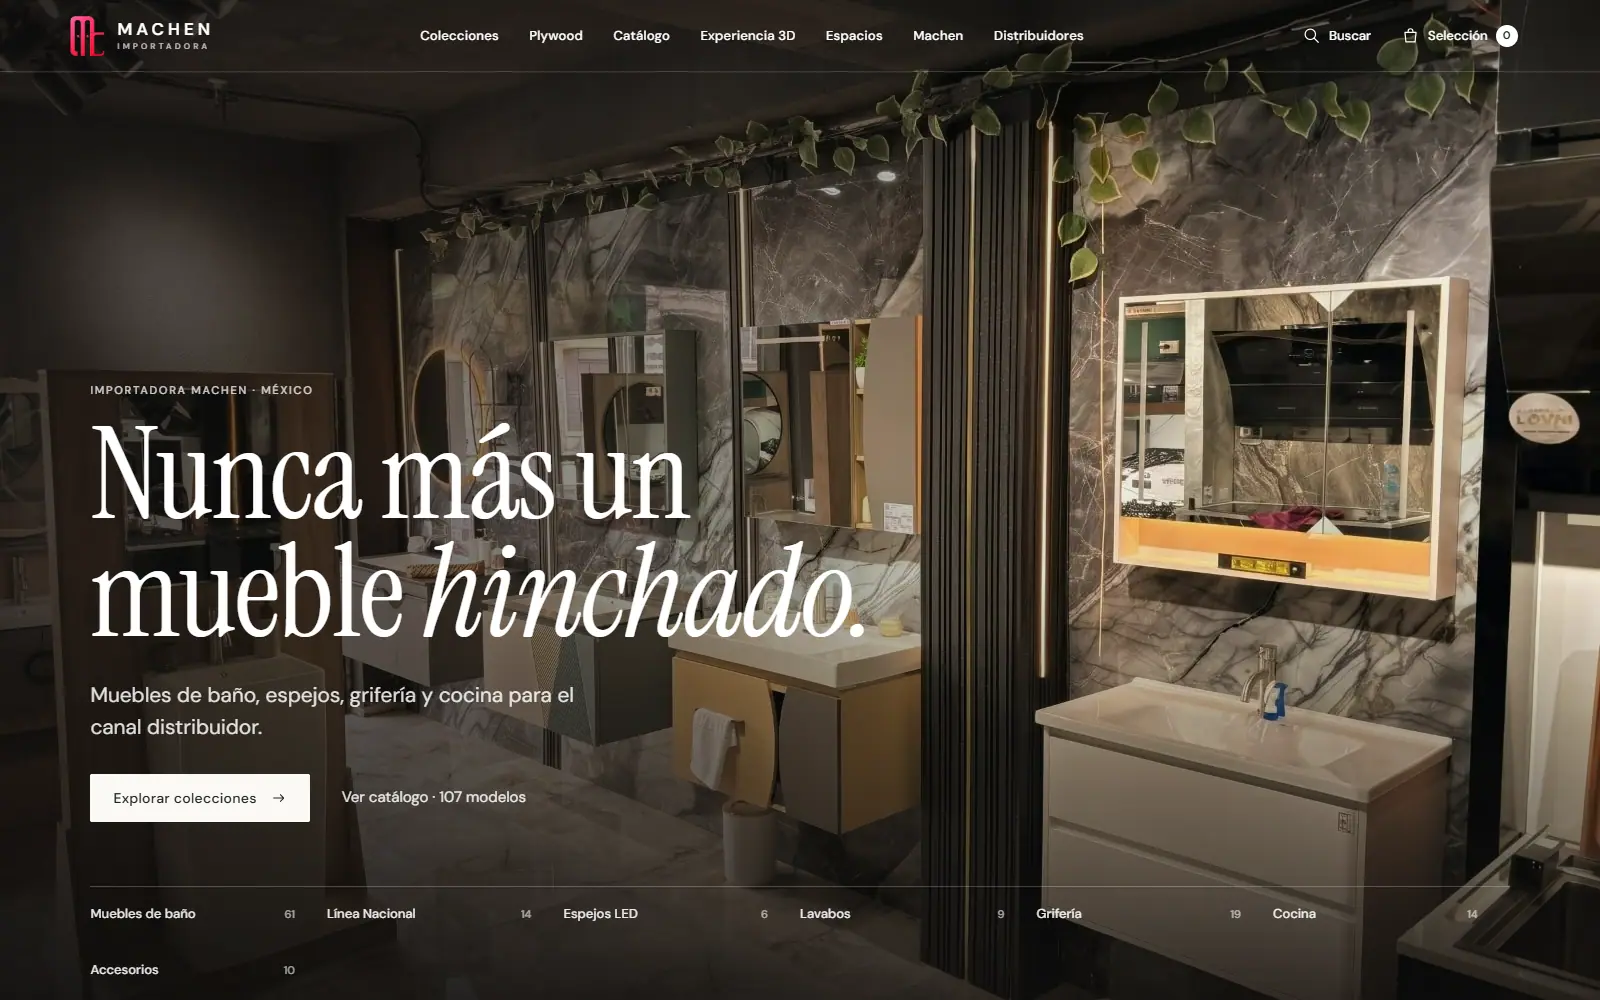 MACHEN
IMPORTADORA
Colecciones
Plywood
Catálogo
Experiencia 3D
Espacios
Machen
Distribuidores
Buscar
Selección 0
IMPORTADORA MACHEN · MÉXICO
Nunca más un
mueble hinchado.
Muebles de baño, espejos, grifería y cocina para el
canal distribuidor.
Explorar colecciones →
Ver catálogo · 107 modelos
Muebles de baño 61
Línea Nacional 14
Espejos LED 6
Lavabos 9
Grifería 19
Cocina 14
Accesorios 10